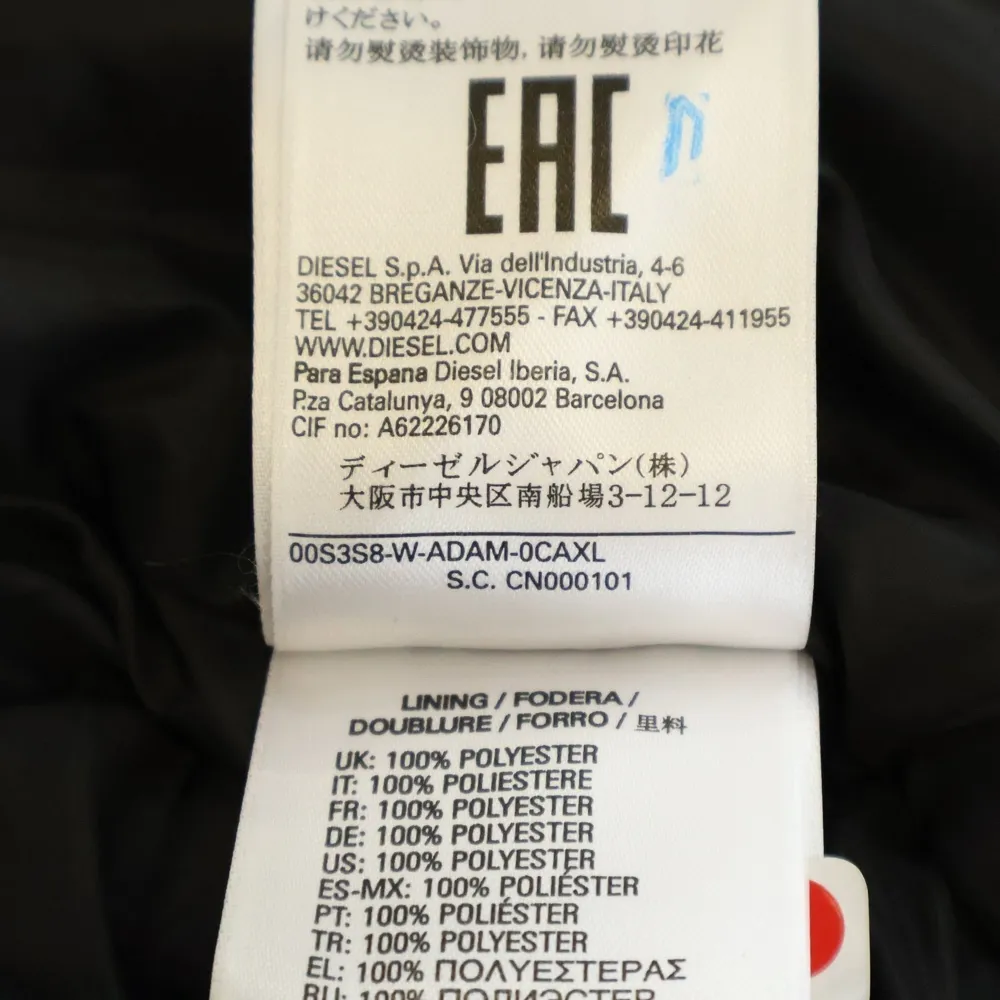 けください。
请勿熨烫装饰物, 请勿熨烫印花
EAC
DIESEL S.p.A. Via dell'Industria, 4-6
36042 BREGANZE-VICENZA-ITALY
TEL +390424-477555 - FAX +390424-411955
WWW.DIESEL.COM
Para Espana Diesel Iberia, S.A.
P.za Catalunya, 9 08002 Barcelona
CIF no: A62226170
ディーゼルジャパン(株)
大阪市中央区南船場3-12-12
00S3S8-W-ADAM-0CAXL
S.C. CN000101
LINING / FODERA /
DOUBLURE / FORRO / 里料
UK: 100% POLYESTER
IT: 100% POLIESTERE
FR: 100% POLYESTER
DE: 100% POLYESTER
US: 100% POLYESTER
ES-MX: 100% POLIÉSTER
PT: 100% POLIÉSTER
TR: 100% POLYESTER
EL: 100% ΠΟΛΥΕΣΤΕΡΑΣ
RU: 100% ПОЛИЭСТЕР